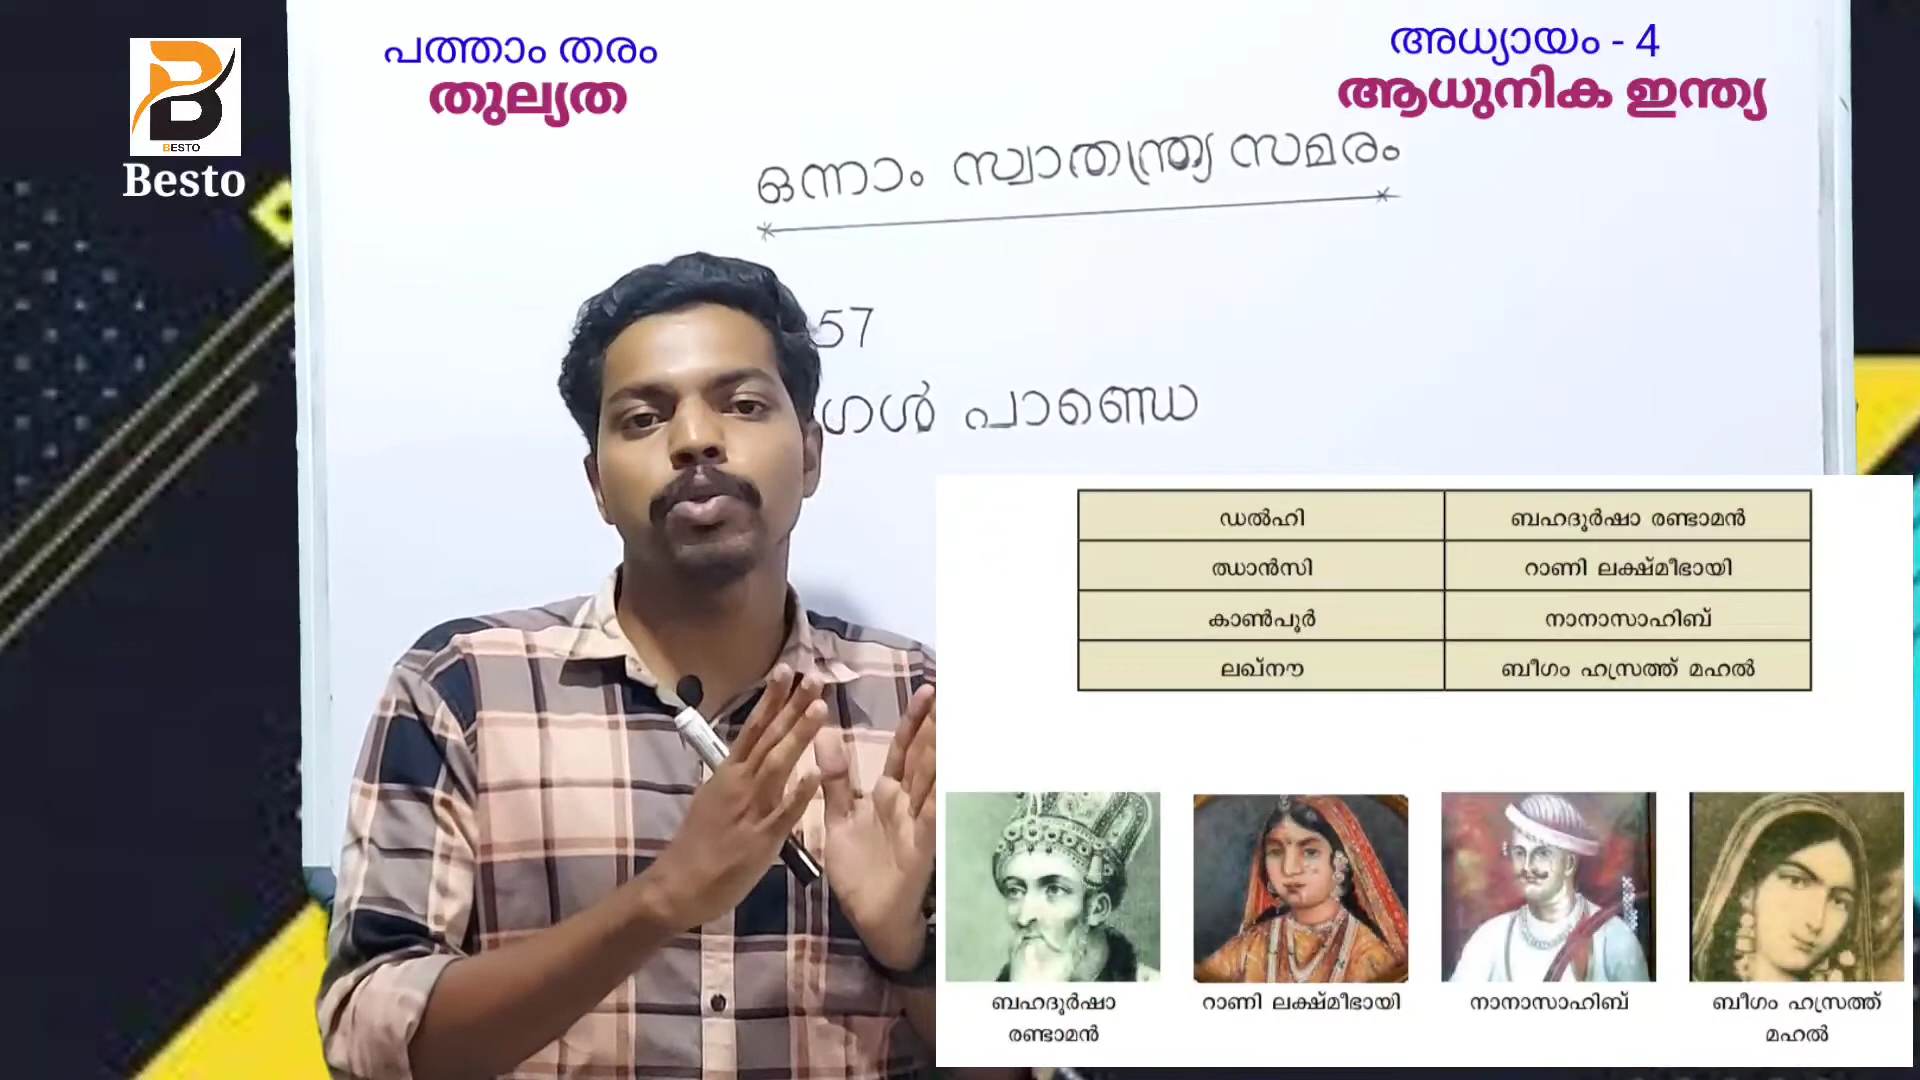 BESTO
Besto
പത്താം തരം
തുല്യത
അധ്യായം - 4
ആധുനിക ഇന്ത്യ
ഒന്നാം സ്വാതന്ത്ര്യ സമരം
57
ഗൾ പാണ്ഡെ
ഡൽഹി ബഹദൂർഷാ രണ്ടാമൻ
ഝാൻസി റാണി ലക്ഷ്മീഭായി
കാൺപൂർ നാനാസാഹിബ്
ലഖ്നൗ ബീഗം ഹസ്രത്ത് മഹൽ
ബഹദൂർഷാ
രണ്ടാമൻ
റാണി ലക്ഷ്മീഭായി
നാനാസാഹിബ്
ബീഗം ഹസ്രത്ത്
മഹൽ